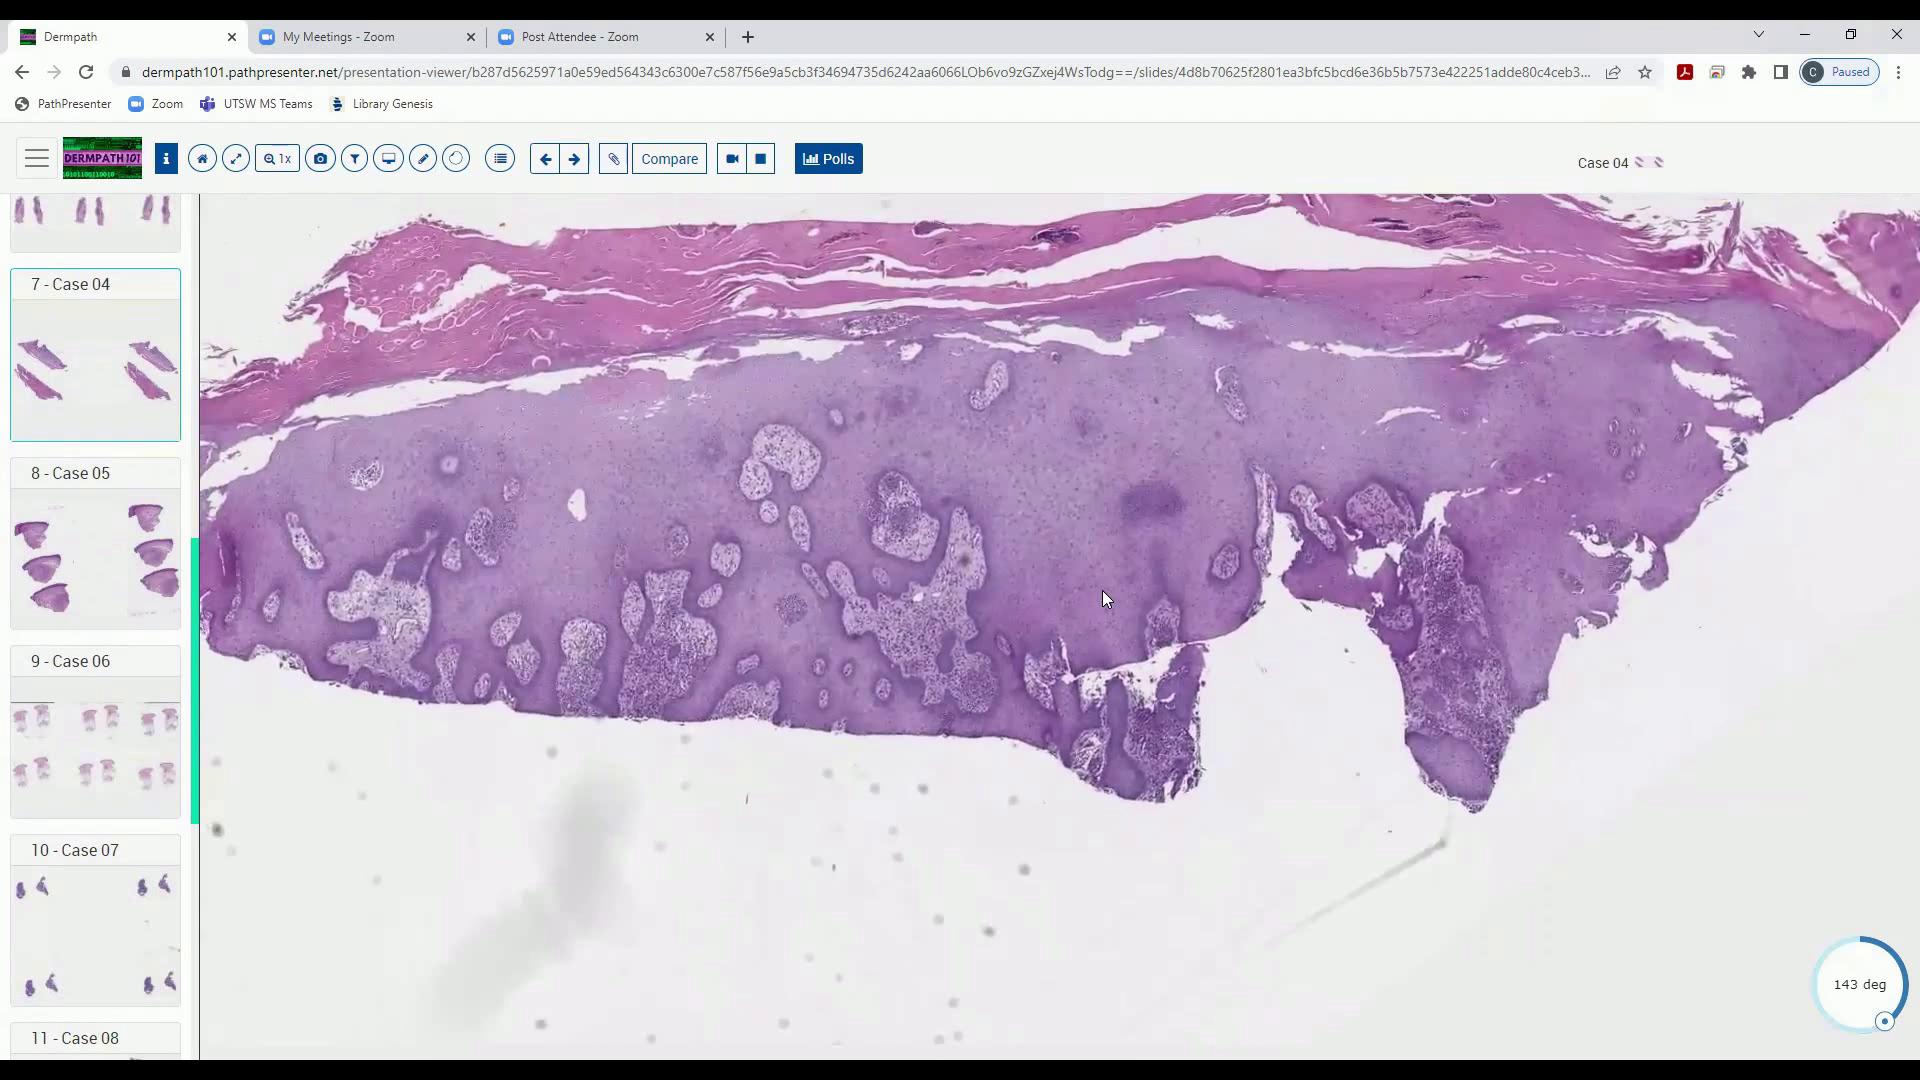 Dermpath
My Meetings - Zoom
Post Attendee - Zoom
dermpath101.pathpresenter.net/presentation-viewer/b287d5625971a0e59ed564343c6300e7c587f56e9a5cb3f34694735d6242aa6066LOb6vo9zGZxej4WsTodg==/slides/4d8b70625f2801ea3bfc5bcd6e36b5b7573e422251adde80c4ceb3...
C Paused
PathPresenter
Zoom
UTSW MS Teams
Library Genesis
DERMPATH 101
1x
Compare
Polls
Case 04
7 - Case 04
8 - Case 05
9 - Case 06
10 - Case 07
11 - Case 08
143 deg